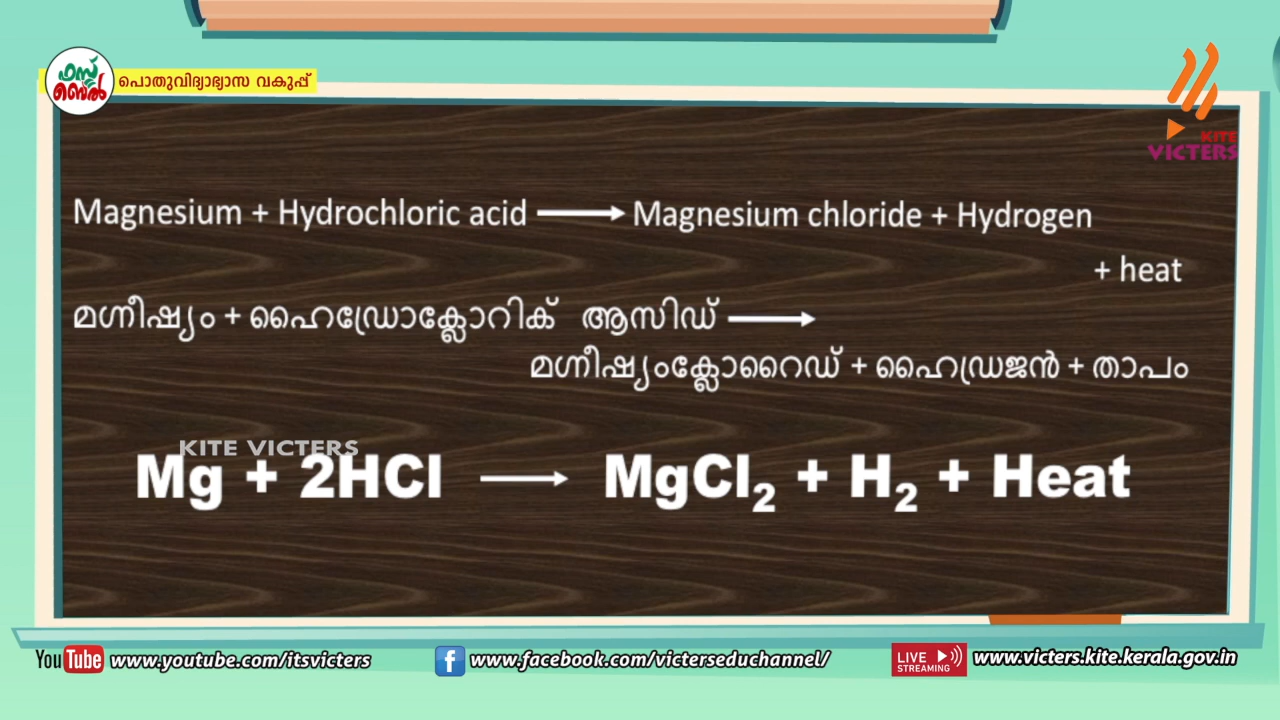 ഫസ്റ്റ്
ബെൽ
പൊതുവിദ്യാഭ്യാസ വകുപ്പ്
KITE
VICTERS
Magnesium + Hydrochloric acid ⟶ Magnesium chloride + Hydrogen
+ heat
മഗ്നീഷ്യം + ഹൈഡ്രോക്ലോറിക് ആസിഡ് ⟶
മഗ്നീഷ്യംക്ലോറൈഡ് + ഹൈഡ്രജൻ + താപം
KITE VICTERS
Mg + 2HCl ⟶ MgCl₂ + H₂ + Heat
YouTube www.youtube.com/itsvicters
f www.facebook.com/victerseduchannel/
LIVE STREAMING www.victers.kite.kerala.gov.in